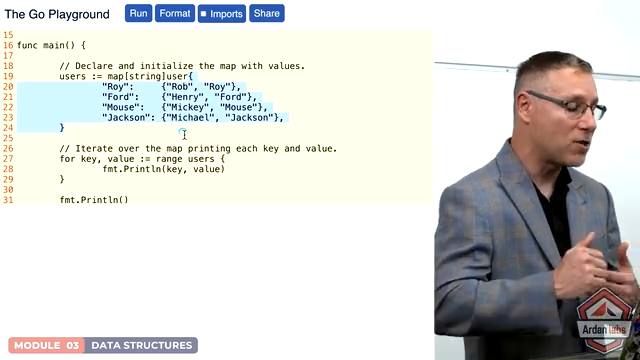 The Go Playground
Run
Format
Imports
Share
15
16 func main() {
17
18 // Declare and initialize the map with values.
19 users := map[string]user{
20 "Roy": {"Rob", "Roy"},
21 "Ford": {"Henry", "Ford"},
22 "Mouse": {"Mickey", "Mouse"},
23 "Jackson": {"Michael", "Jackson"},
24 }
25
26 // Iterate over the map printing each key and value.
27 for key, value := range users {
28 fmt.Println(key, value)
29 }
30
31 fmt.Println()
MODULE 03 DATA STRUCTURES
Ardan labs